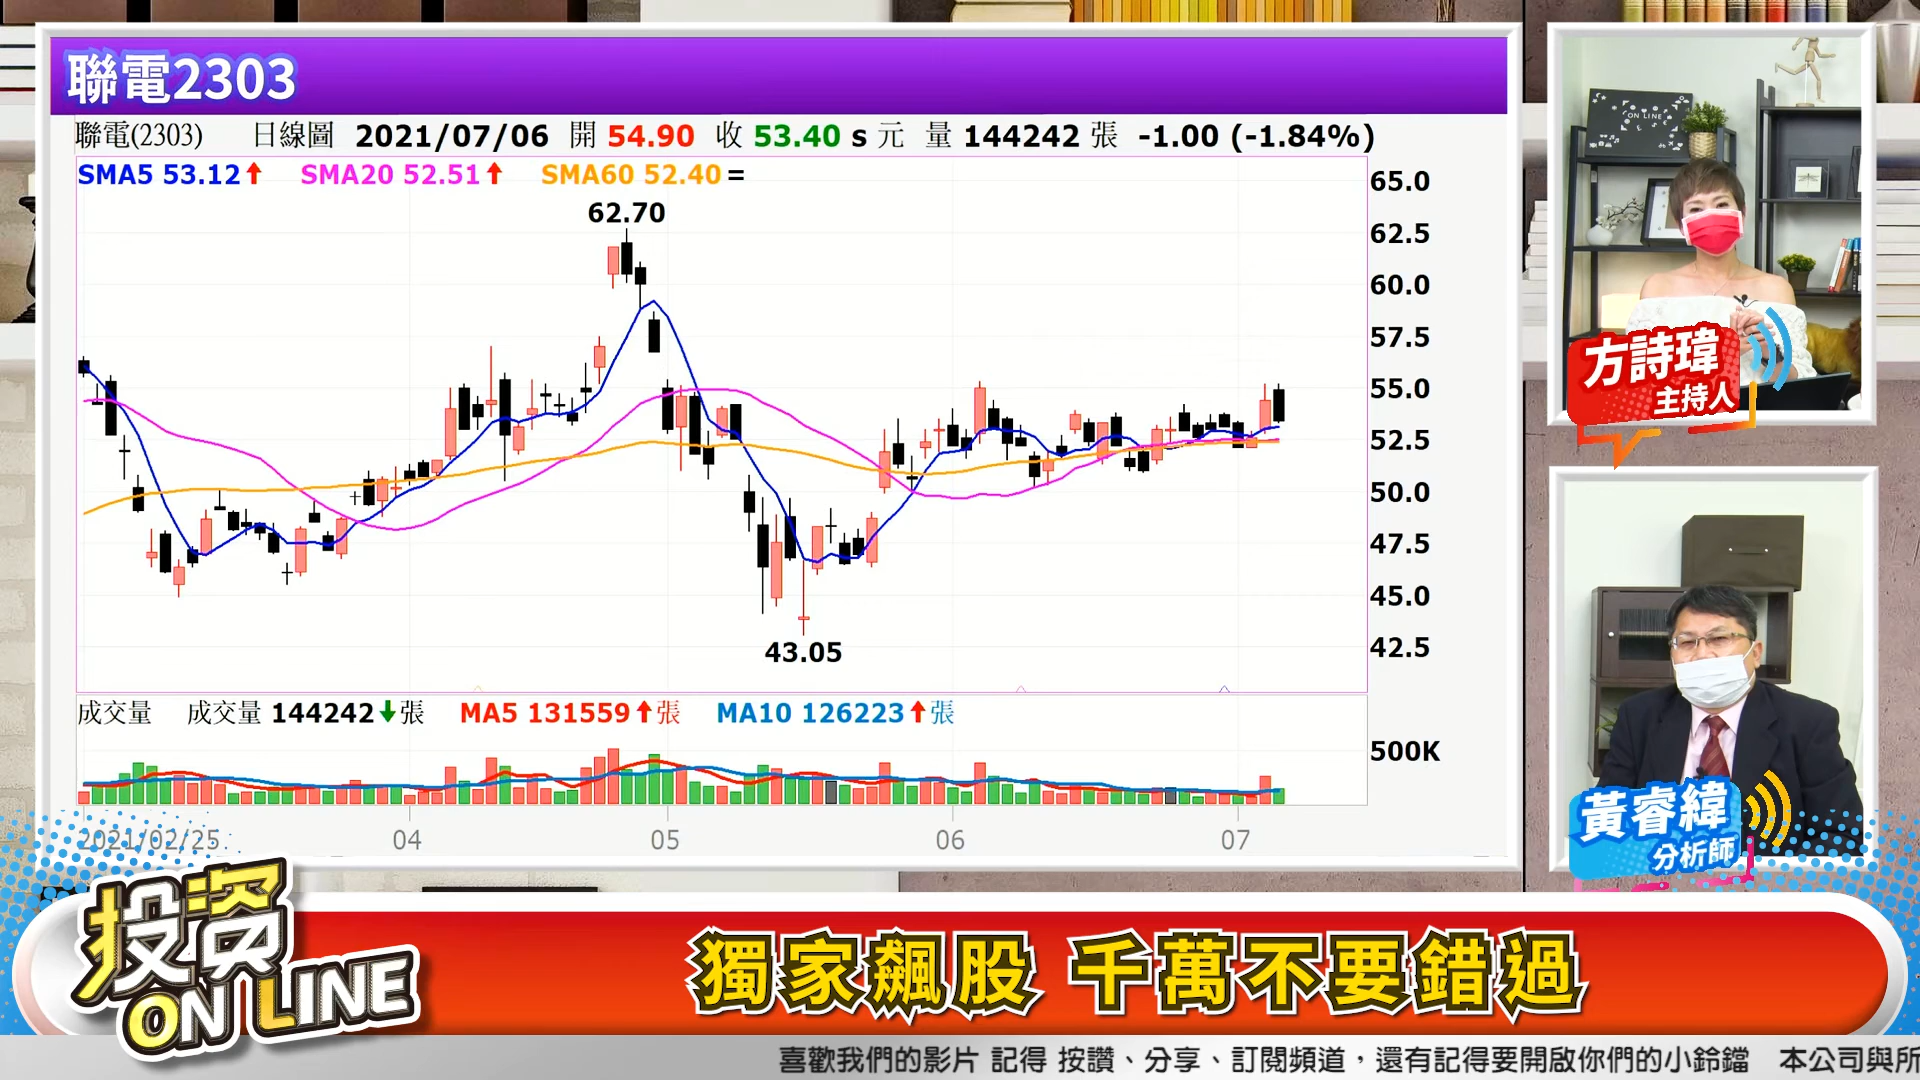 聯電2303
聯電(2303) 日線圖 2021/07/06 開 54.90 收 53.40 s 元 量 144242 張 -1.00 (-1.84%)
SMA5 53.12↑ SMA20 52.51↑ SMA60 52.40=
65.0
62.70
62.5
60.0
57.5
55.0
52.5
50.0
47.5
45.0
43.05
42.5
成交量 成交量 144242↓張 MA5 131559↑張 MA10 126223↑張
500K
2021/02/25 04 05 06 07
ON LINE
方詩瑋
主持人
黃睿緯
分析師
投資
ON LINE
獨家飆股 千萬不要錯過
喜歡我們的影片 記得 按讚、分享、訂閱頻道，還有記得要開啟你們的小鈴鐺 本公司與所